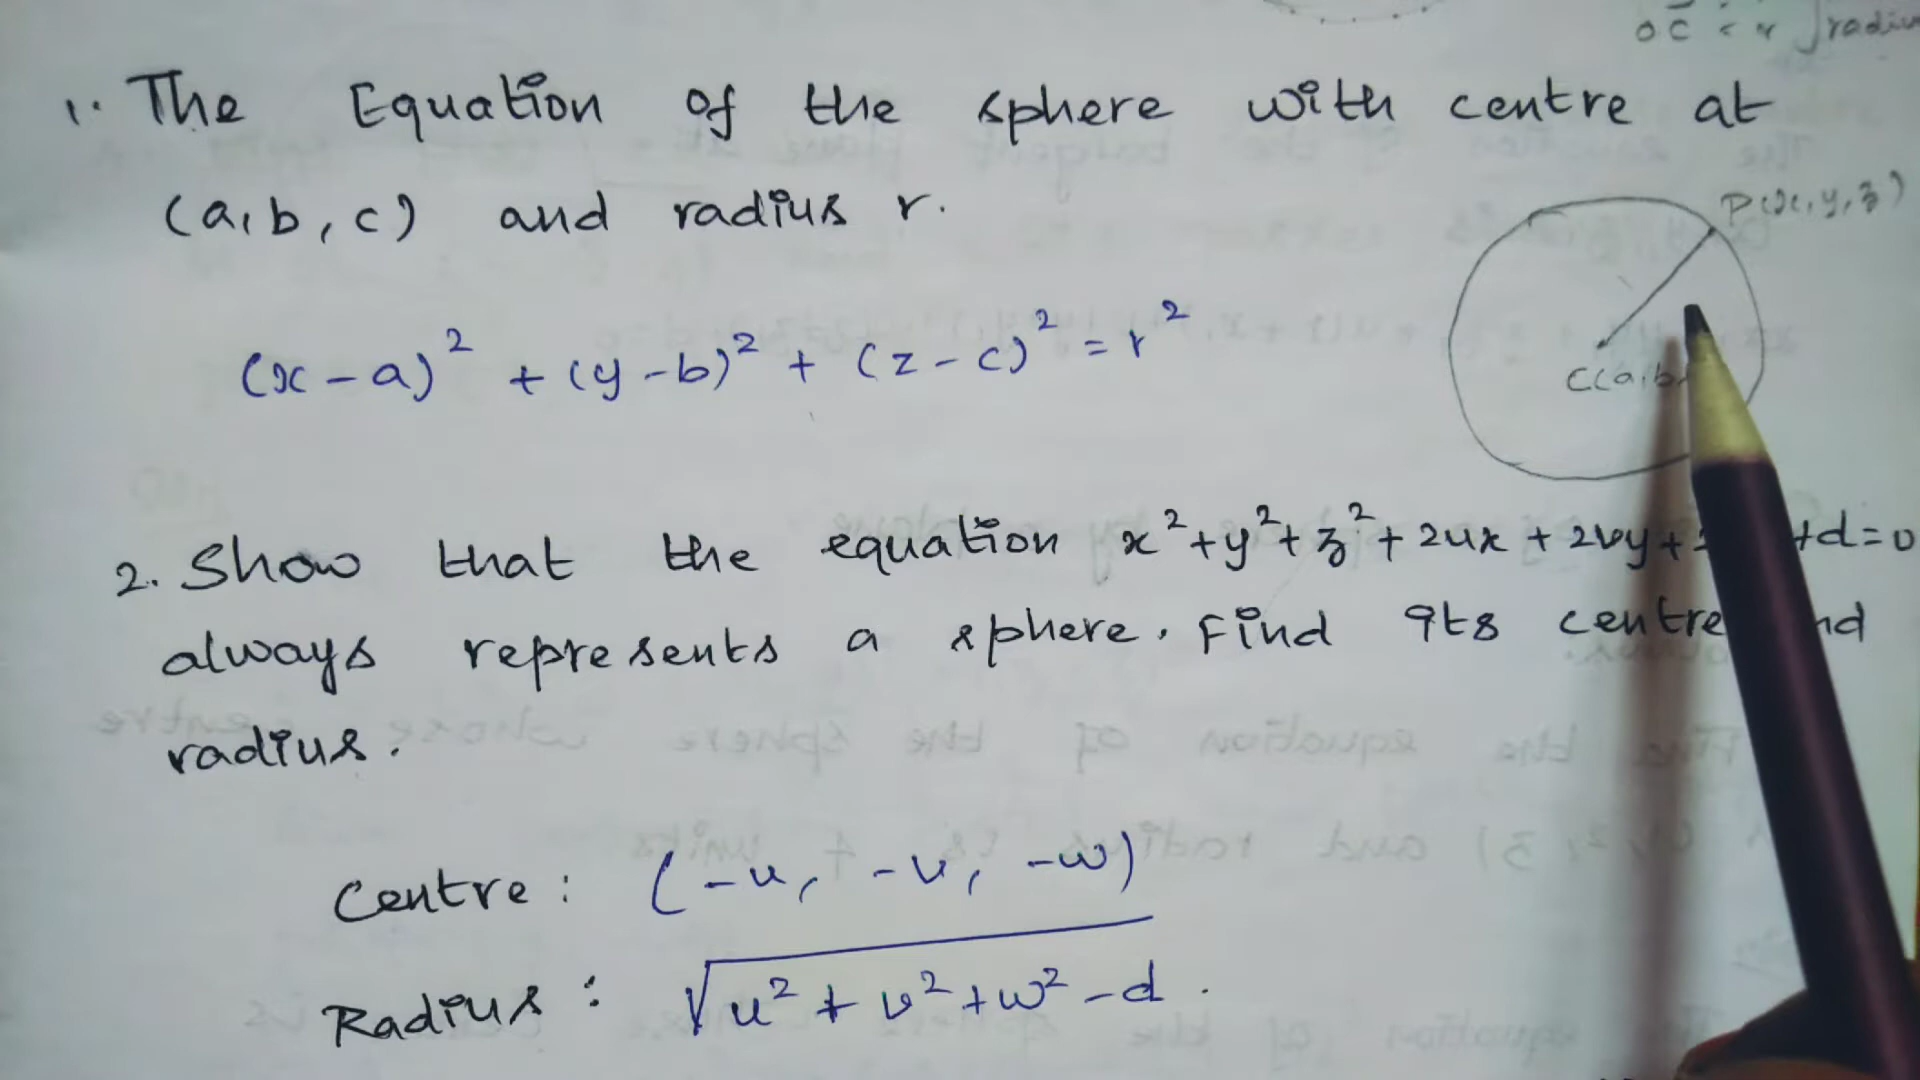 OC = r radius
1. The Equation of the sphere with centre at
(a, b, c) and radius r.
P(x, y, z)
(x - a)² + (y - b)² + (z - c)² = r²
C(a, b,
2. Show that the equation x² + y² + z² + 2ux + 2vy + +d=0
always represents a sphere. Find its centre
radius.
Centre : (-u, -v, -w)
Radius : √u² + v² + w² - d .